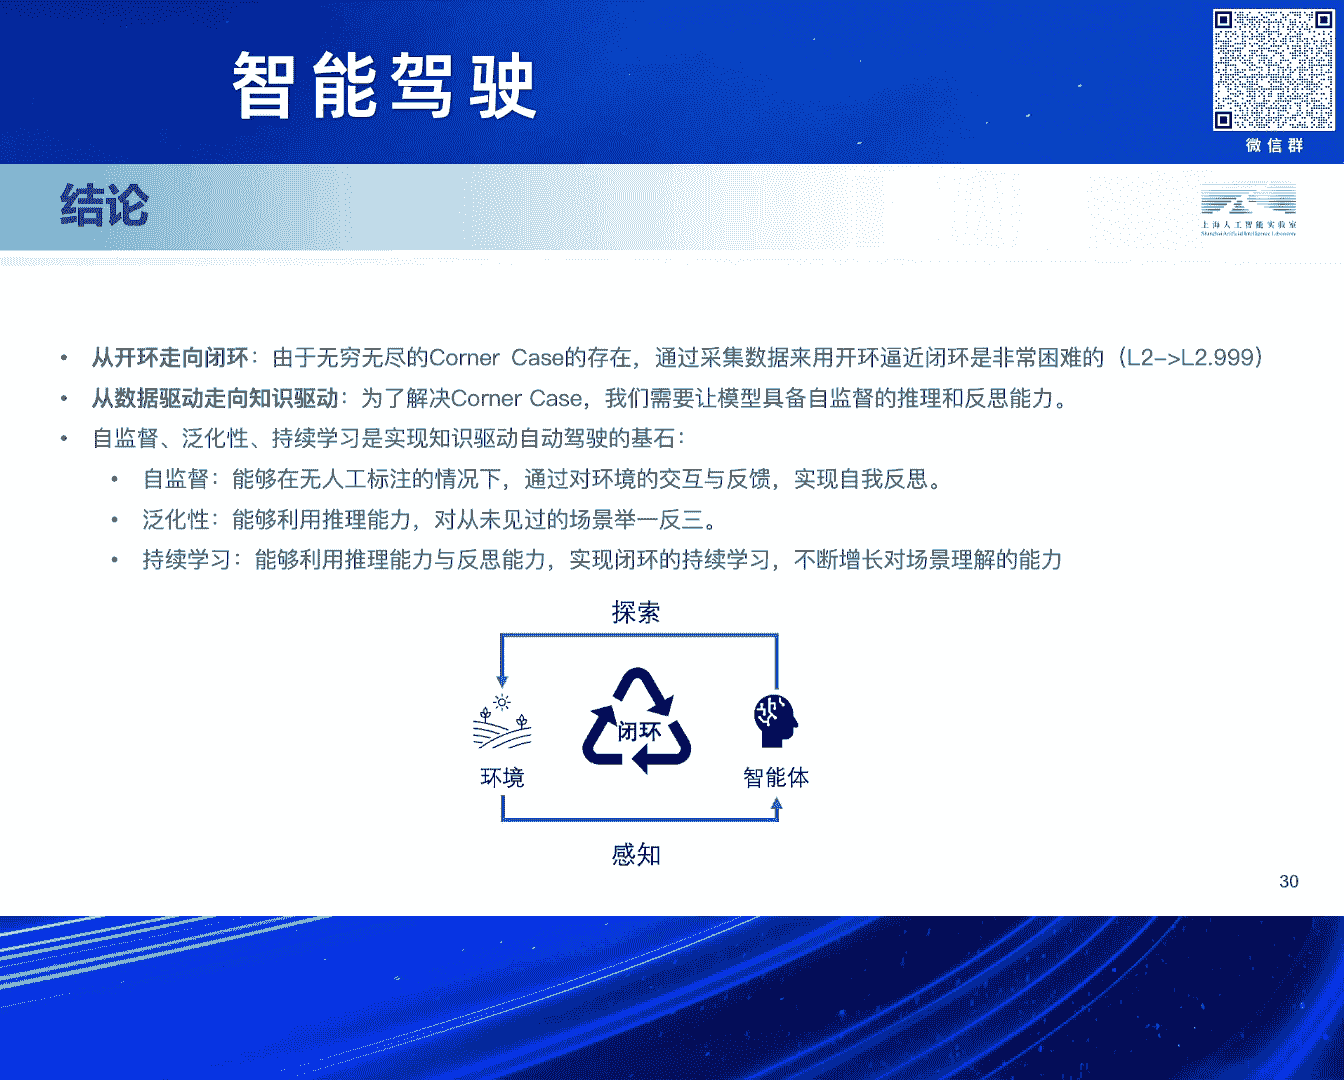 智能驾驶
微信群
结论
上海人工智能实验室
Shanghai Artificial Intelligence Laboratory
• 从开环走向闭环：由于无穷无尽的Corner Case的存在，通过采集数据来用开环逼近闭环是非常困难的（L2->L2.999）
• 从数据驱动走向知识驱动：为了解决Corner Case，我们需要让模型具备自监督的推理和反思能力。
• 自监督、泛化性、持续学习是实现知识驱动自动驾驶的基石：
• 自监督：能够在无人工标注的情况下，通过对环境的交互与反馈，实现自我反思。
• 泛化性：能够利用推理能力，对从未见过的场景举一反三。
• 持续学习：能够利用推理能力与反思能力，实现闭环的持续学习，不断增长对场景理解的能力
探索
闭环
环境
智能体
感知
30